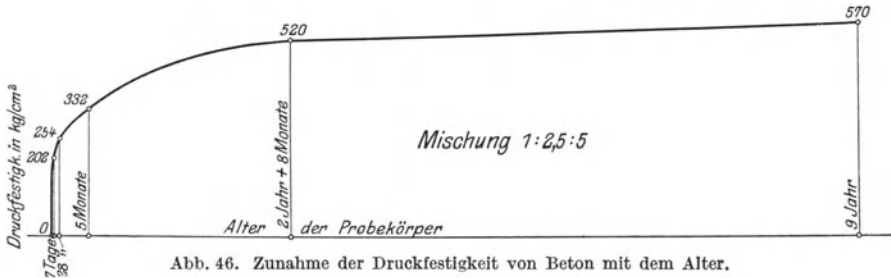 Druckfestigk. in kg/cm²
0
202
254
332
520
570
7 Tage
28 "
5 Monate
2 Jahr + 8 Monate
9 Jahr
Mischung 1:2,5:5
Alter der Probekörper
Abb. 46. Zunahme der Druckfestigkeit von Beton mit dem Alter.